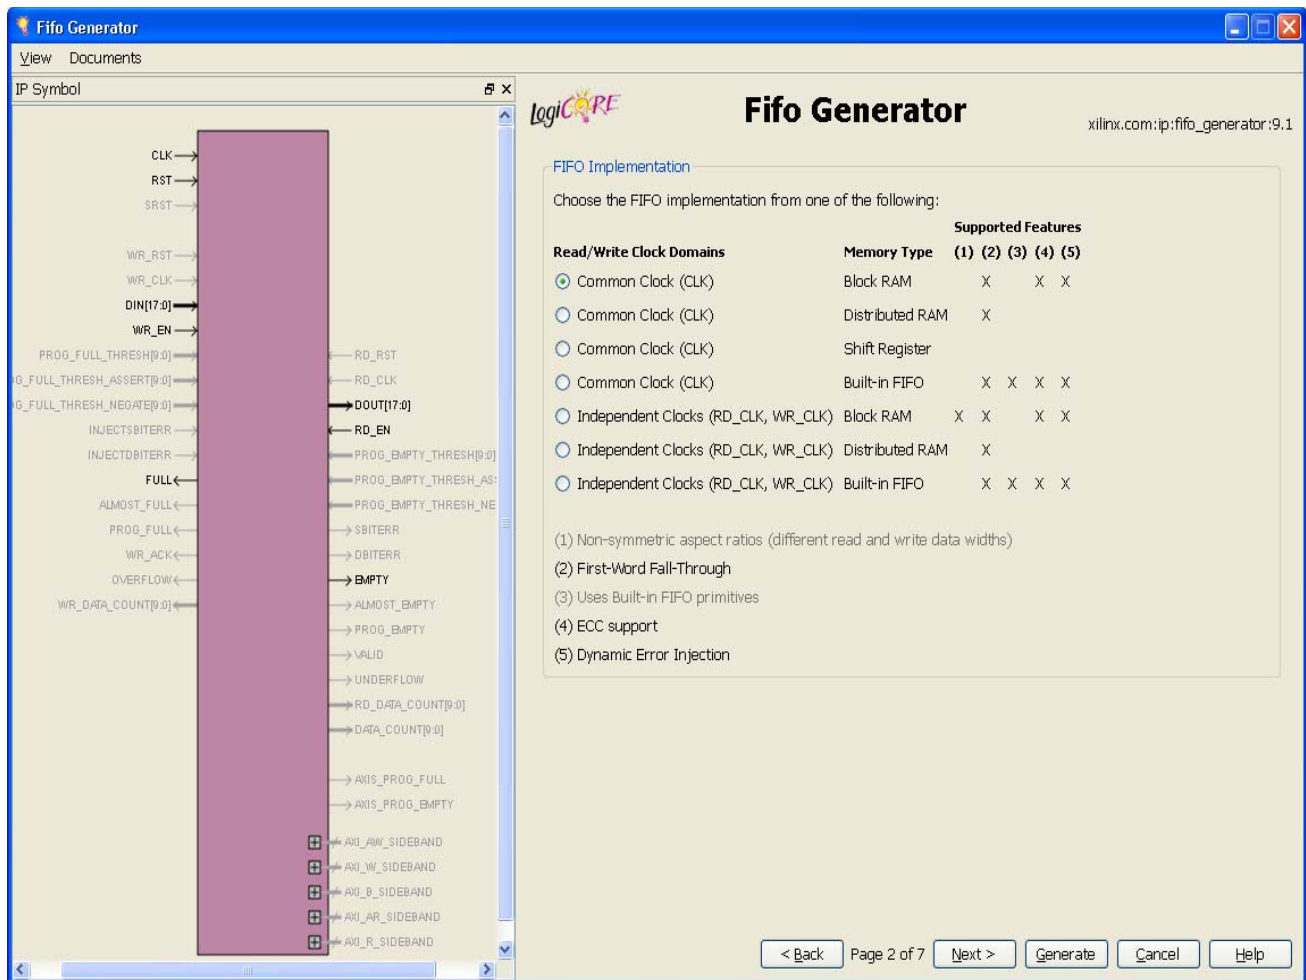 Fifo Generator
View Documents
IP Symbol
CLK
RST
SRST
WR_RST
WR_CLK
DIN[17:0]
WR_EN
PROG_FULL_THRESH[9:0]
G_FULL_THRESH_ASSERT[9:0]
G_FULL_THRESH_NEGATE[9:0]
INJECTSBITERR
INJECTDBITERR
FULL
ALMOST_FULL
PROG_FULL
WR_ACK
OVERFLOW
WR_DATA_COUNT[9:0]
RD_RST
RD_CLK
DOUT[17:0]
RD_EN
PROG_EMPTY_THRESH[9:0]
PROG_EMPTY_THRESH_AS
PROG_EMPTY_THRESH_NE
SBITERR
DBITERR
EMPTY
ALMOST_EMPTY
PROG_EMPTY
VALID
UNDERFLOW
RD_DATA_COUNT[9:0]
DATA_COUNT[9:0]
AXIS_PROG_FULL
AXIS_PROG_EMPTY
AXI_AW_SIDEBAND
AXI_W_SIDEBAND
AXI_B_SIDEBAND
AXI_AR_SIDEBAND
AXI_R_SIDEBAND
LogiCORE
Fifo Generator
xilinx.com:ip:fifo_generator:9.1
FIFO Implementation
Choose the FIFO implementation from one of the following:
Supported Features
Read/Write Clock Domains Memory Type (1) (2) (3) (4) (5)
Common Clock (CLK) Block RAM X X X
Common Clock (CLK) Distributed RAM X
Common Clock (CLK) Shift Register
Common Clock (CLK) Built-in FIFO X X X X
Independent Clocks (RD_CLK, WR_CLK) Block RAM X X X X
Independent Clocks (RD_CLK, WR_CLK) Distributed RAM X
Independent Clocks (RD_CLK, WR_CLK) Built-in FIFO X X X X
(1) Non-symmetric aspect ratios (different read and write data widths)
(2) First-Word Fall-Through
(3) Uses Built-in FIFO primitives
(4) ECC support
(5) Dynamic Error Injection
< Back Page 2 of 7 Next > Generate Cancel Help